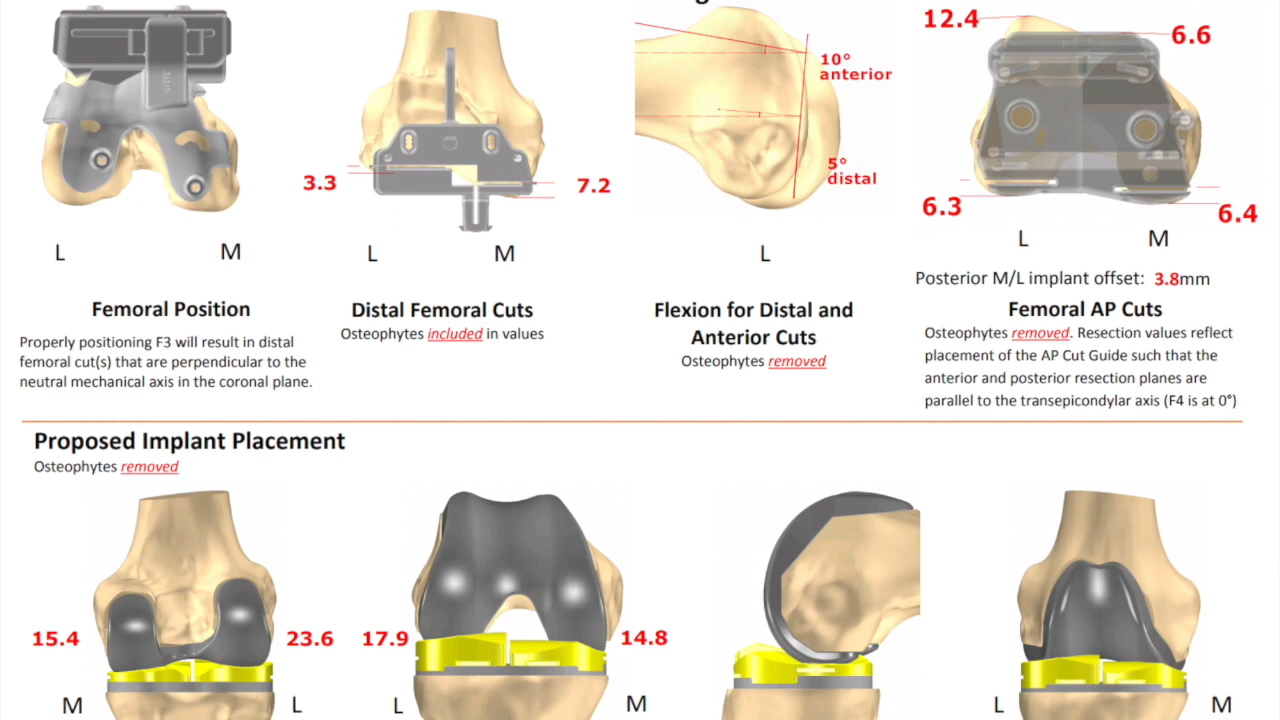 12.4
6.6
10°
anterior
3.3
7.2
5°
distal
6.3
6.4
L
M
L
M
L
L
M
Posterior M/L implant offset: 3.8mm
Femoral Position
Properly positioning F3 will result in distal
femoral cut(s) that are perpendicular to the
neutral mechanical axis in the coronal plane.
Distal Femoral Cuts
Osteophytes included in values
Flexion for Distal and
Anterior Cuts
Osteophytes removed
Femoral AP Cuts
Osteophytes removed. Resection values reflect
placement of the AP Cut Guide such that the
anterior and posterior resection planes are
parallel to the transepicondylar axis (F4 is at 0°)
Proposed Implant Placement
Osteophytes removed
15.4
23.6
17.9
14.8
M
L
L
M
L
M